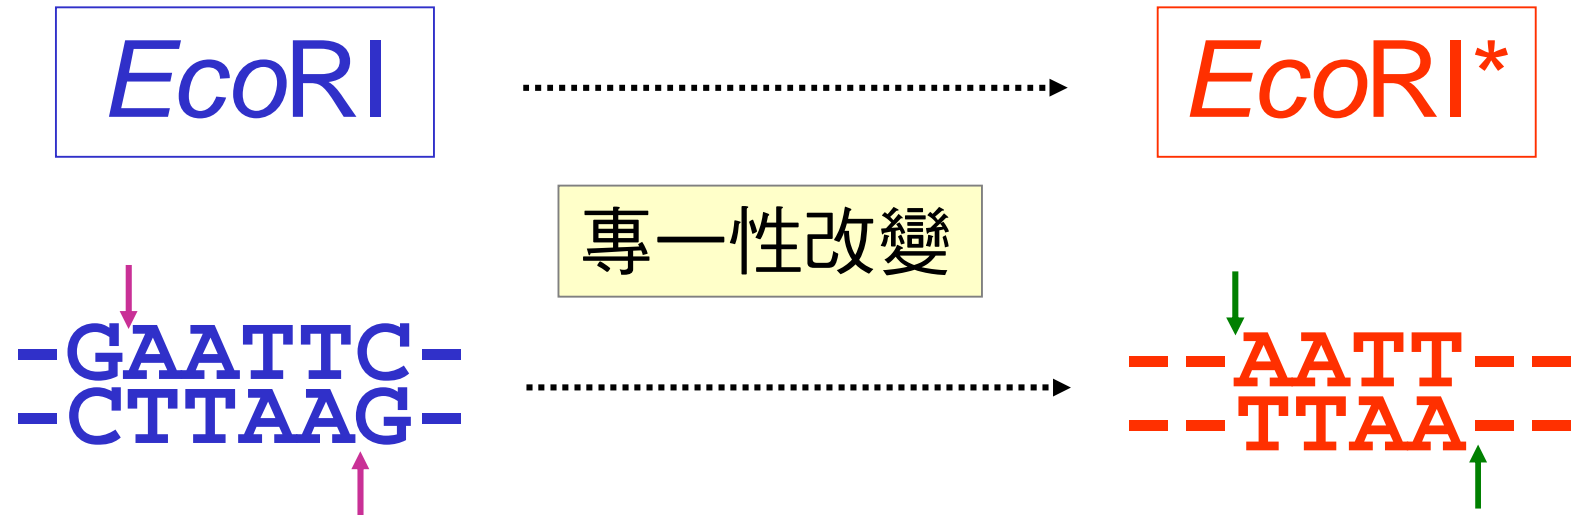 EcoRI
EcoRI*
專一性改變
-GAATTC-
-CTTAAG-
--AATT--
--TTAA--